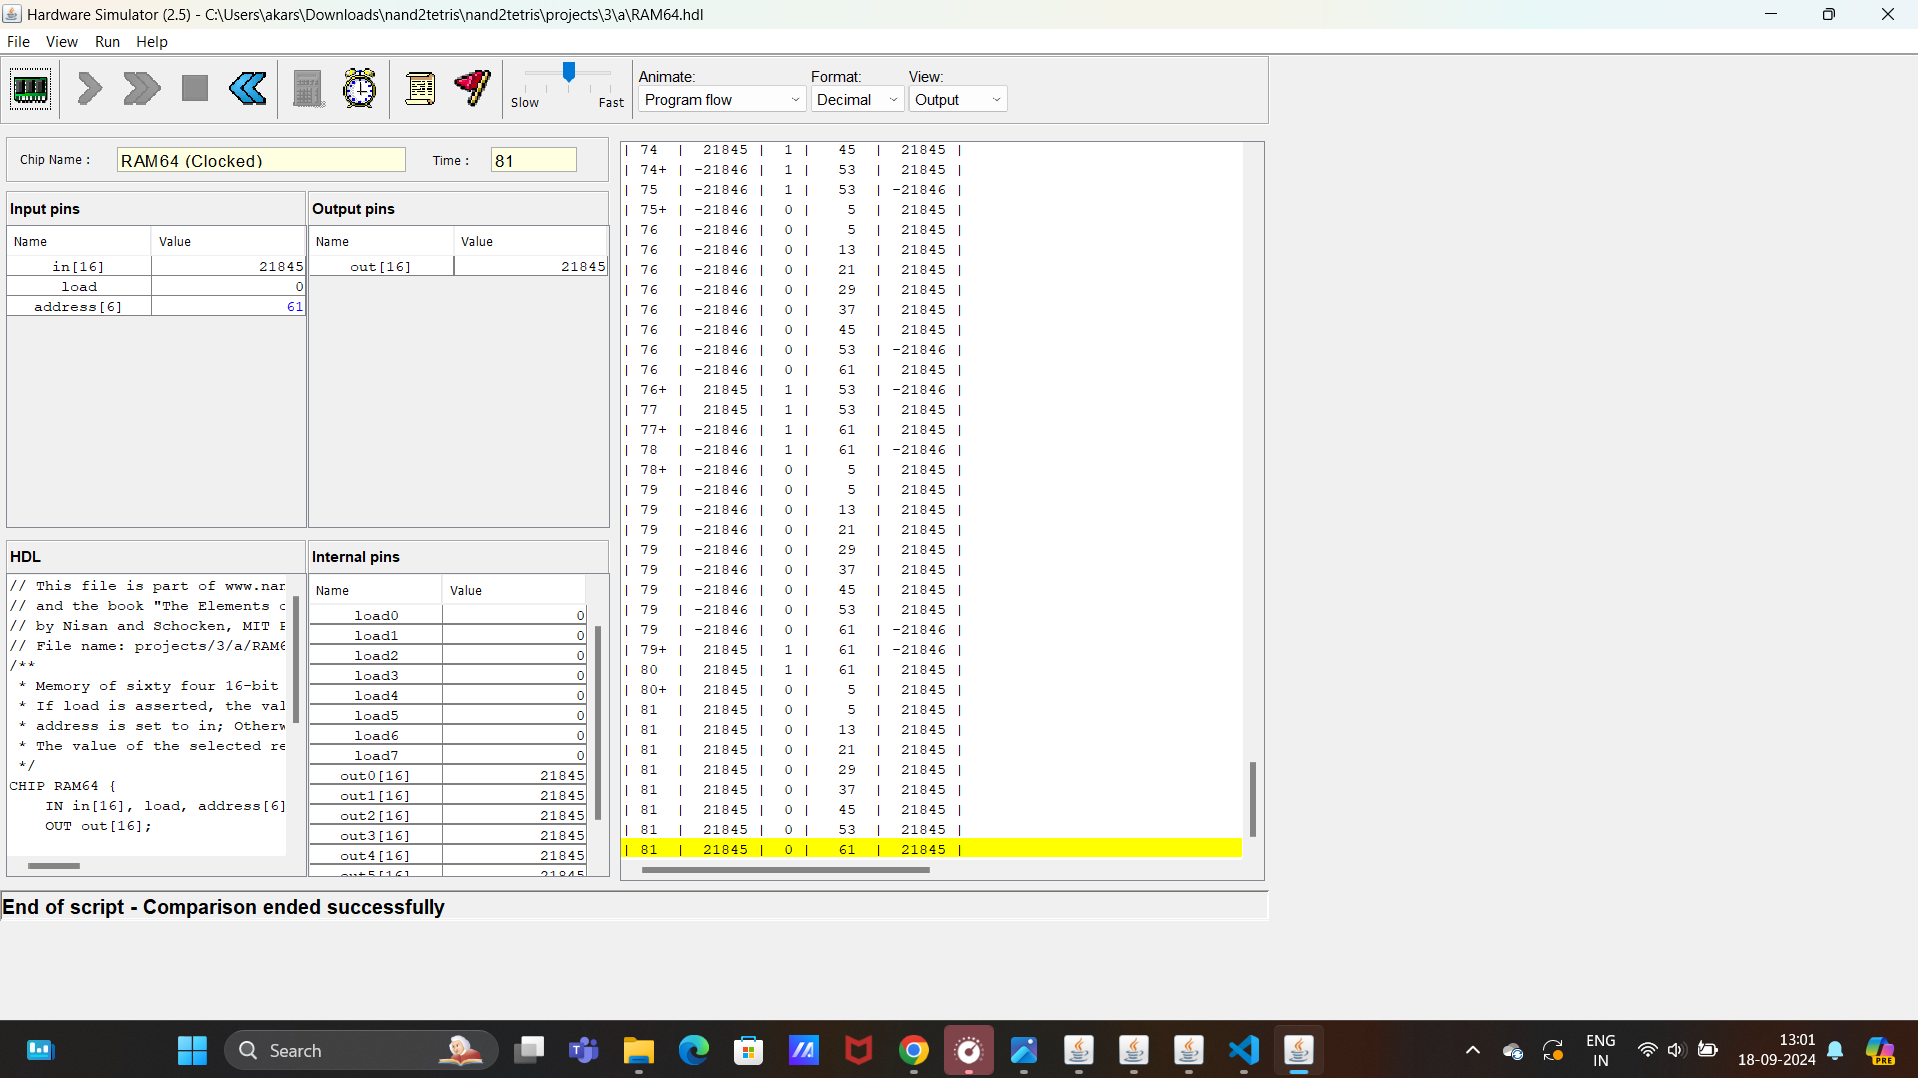 Hardware Simulator (2.5) - C:\Users\akars\Downloads\nand2tetris\nand2tetris\projects\3\a\RAM64.hdl
File View Run Help
Slow Fast
Animate: Format: View:
Program flow Decimal Output
Chip Name : RAM64 (Clocked) Time : 81
Input pins
Name Value
in[16] 21845
load 0
address[6] 61
Output pins
Name Value
out[16] 21845
HDL
// This file is part of www.nan
// and the book "The Elements
// by Nisan and Schocken, MIT
// File name: projects/3/a/RAM6
/**
* Memory of sixty four 16-bit
* If load is asserted, the val
* address is set to in; Otherw
* The value of the selected re
*/
CHIP RAM64 {
IN in[16], load, address[6]
OUT out[16];
Internal pins
Name Value
load0 0
load1 0
load2 0
load3 0
load4 0
load5 0
load6 0
load7 0
out0[16] 21845
out1[16] 21845
out2[16] 21845
out3[16] 21845
out4[16] 21845
out5[16] 21845
| 74 | 21845 | 1 | 45 | 21845 |
| 74+ | -21846 | 1 | 53 | 21845 |
| 75 | -21846 | 1 | 53 | -21846 |
| 75+ | -21846 | 0 | 5 | 21845 |
| 76 | -21846 | 0 | 5 | 21845 |
| 76 | -21846 | 0 | 13 | 21845 |
| 76 | -21846 | 0 | 21 | 21845 |
| 76 | -21846 | 0 | 29 | 21845 |
| 76 | -21846 | 0 | 37 | 21845 |
| 76 | -21846 | 0 | 45 | 21845 |
| 76 | -21846 | 0 | 53 | -21846 |
| 76 | -21846 | 0 | 61 | 21845 |
| 76+ | 21845 | 1 | 53 | -21846 |
| 77 | 21845 | 1 | 53 | 21845 |
| 77+ | -21846 | 1 | 61 | 21845 |
| 78 | -21846 | 1 | 61 | -21846 |
| 78+ | -21846 | 0 | 5 | 21845 |
| 79 | -21846 | 0 | 5 | 21845 |
| 79 | -21846 | 0 | 13 | 21845 |
| 79 | -21846 | 0 | 21 | 21845 |
| 79 | -21846 | 0 | 29 | 21845 |
| 79 | -21846 | 0 | 37 | 21845 |
| 79 | -21846 | 0 | 45 | 21845 |
| 79 | -21846 | 0 | 53 | 21845 |
| 79 | -21846 | 0 | 61 | -21846 |
| 79+ | 21845 | 1 | 61 | -21846 |
| 80 | 21845 | 1 | 61 | 21845 |
| 80+ | 21845 | 0 | 5 | 21845 |
| 81 | 21845 | 0 | 5 | 21845 |
| 81 | 21845 | 0 | 13 | 21845 |
| 81 | 21845 | 0 | 21 | 21845 |
| 81 | 21845 | 0 | 29 | 21845 |
| 81 | 21845 | 0 | 37 | 21845 |
| 81 | 21845 | 0 | 45 | 21845 |
| 81 | 21845 | 0 | 53 | 21845 |
| 81 | 21845 | 0 | 61 | 21845 |
End of script - Comparison ended successfully
Search
ENG
IN
13:01
18-09-2024
PRE